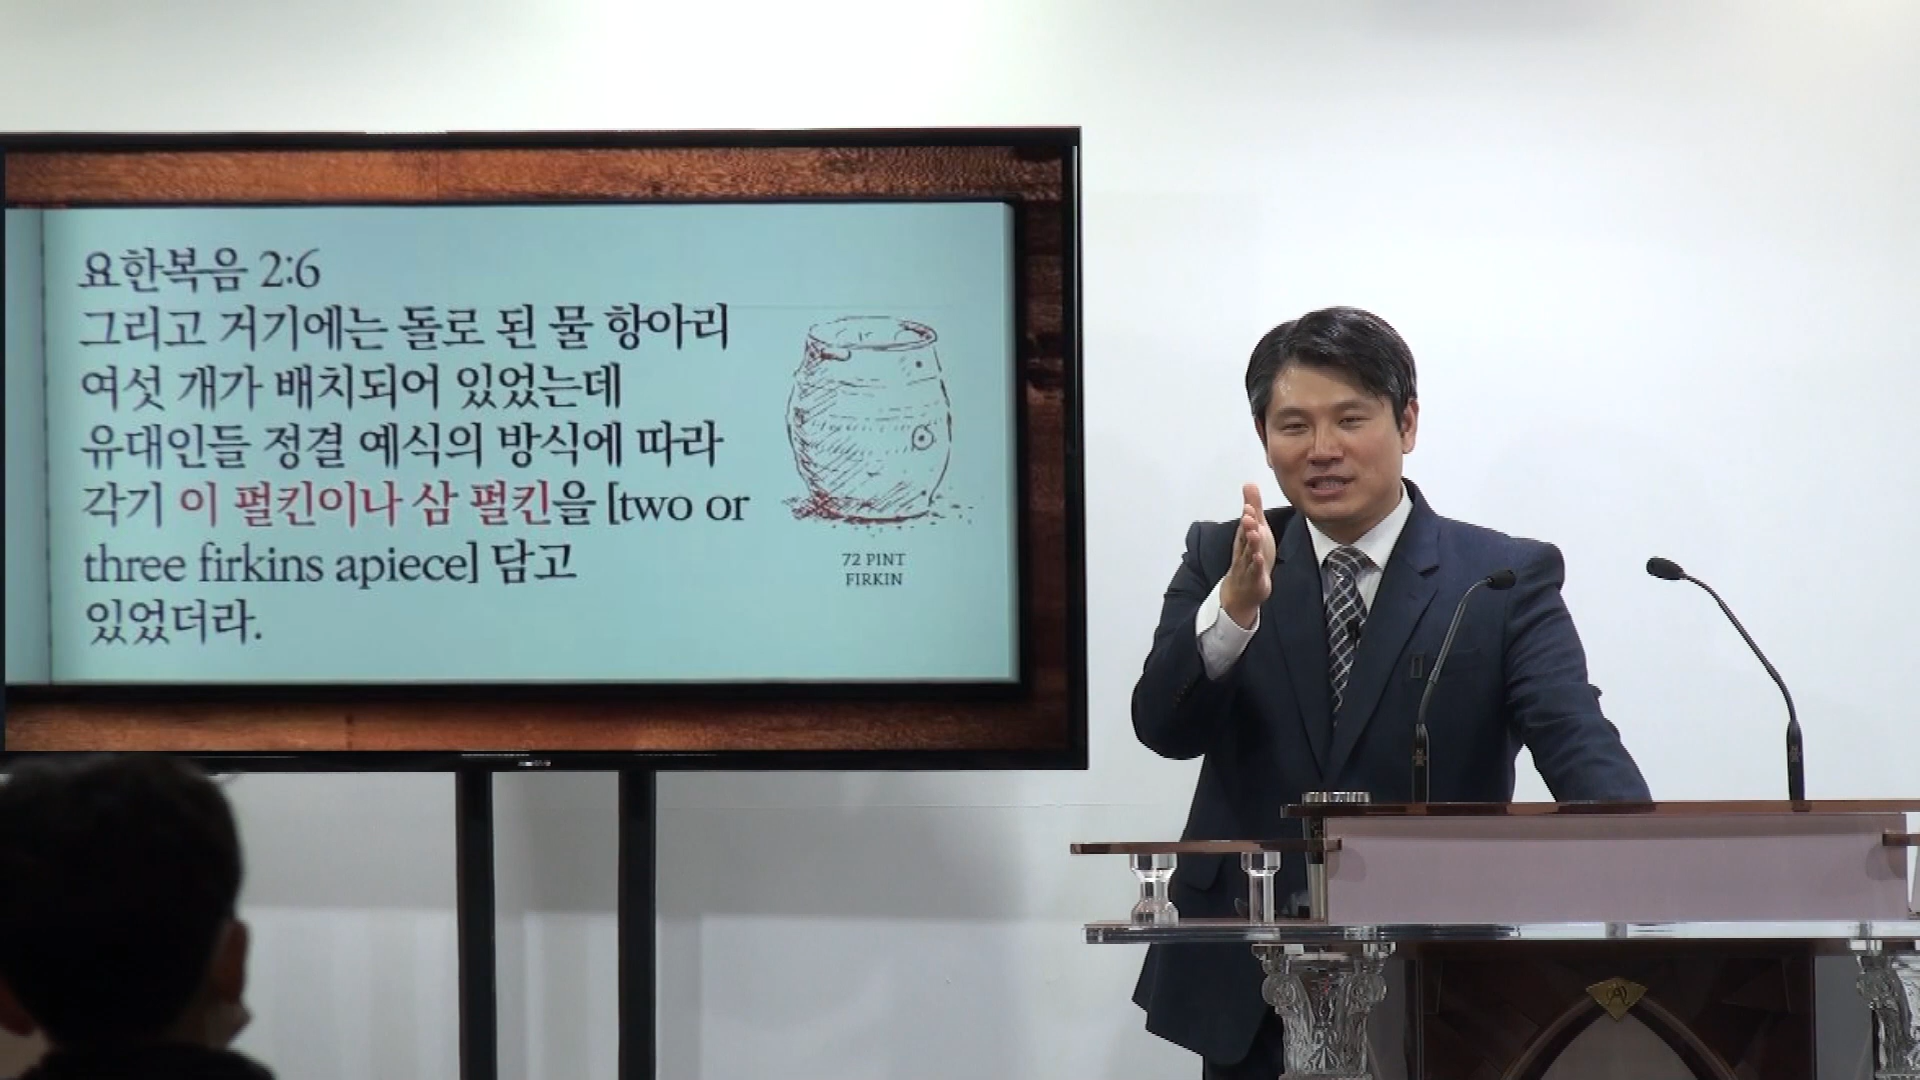 요한복음 2:6
그리고 거기에는 돌로 된 물 항아리
여섯 개가 배치되어 있었는데
유대인들 정결 예식의 방식에 따라
각기 이 펄킨이나 삼 펄킨을 [two or
three firkins apiece] 담고
있었더라.
72 PINT
FIRKIN